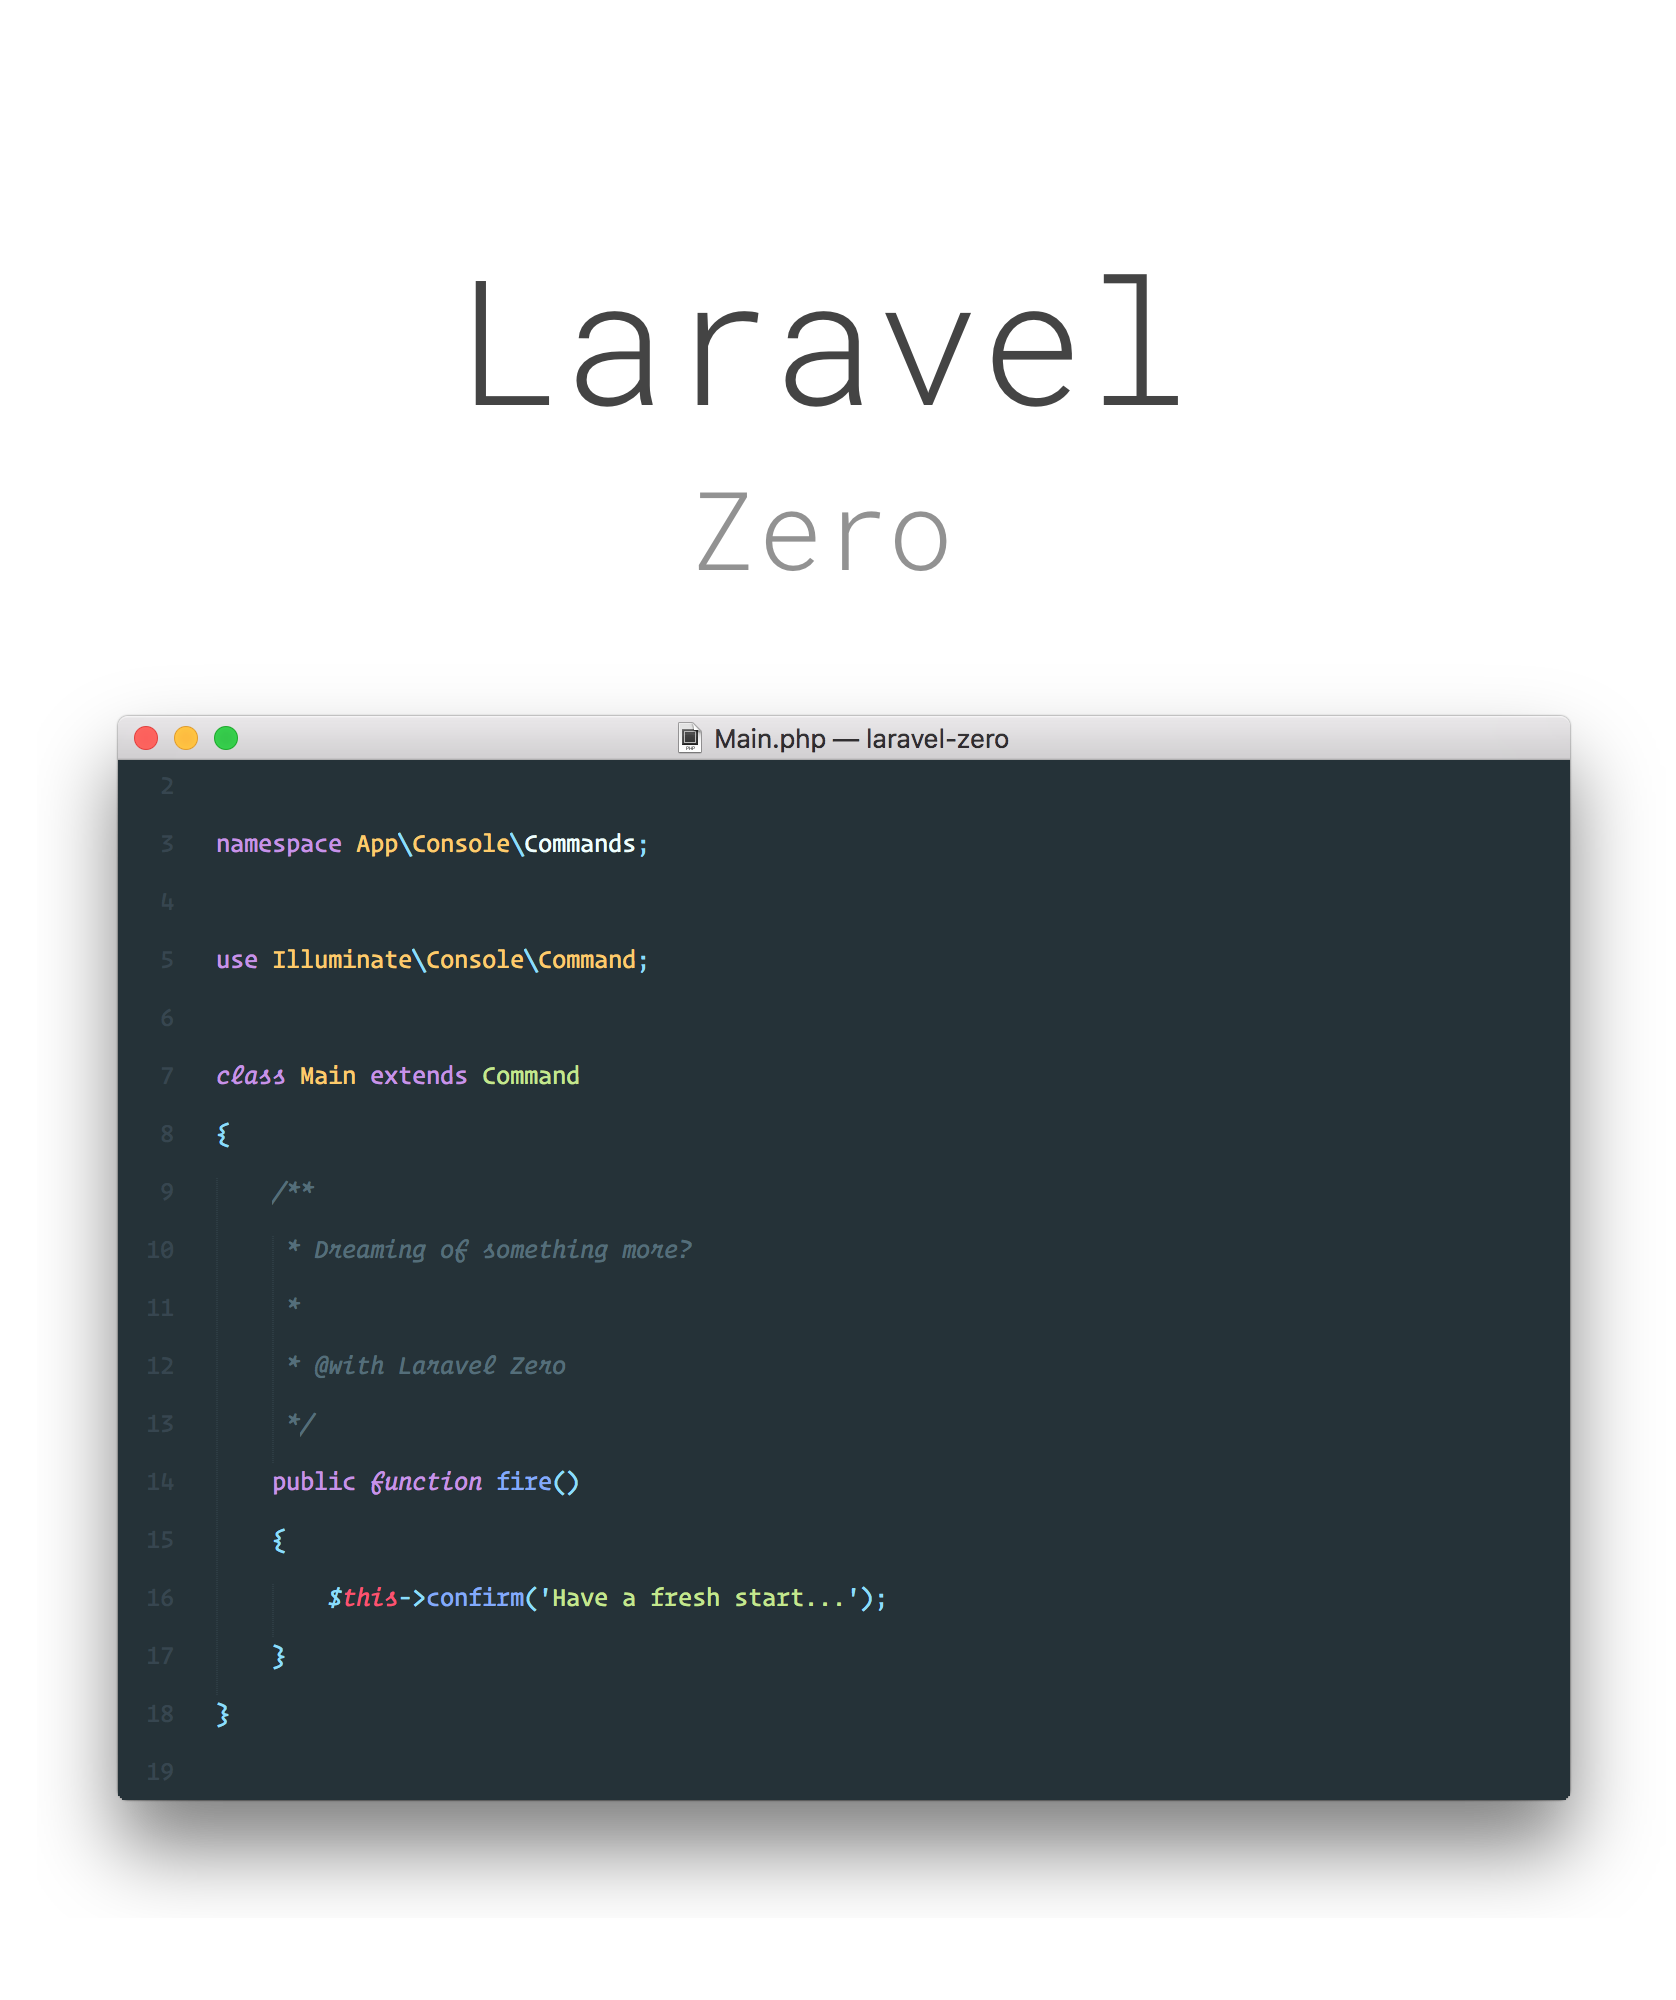 Laravel
Zero
Main.php — laravel-zero
2
3 namespace App\Console\Commands;
4
5 use Illuminate\Console\Command;
6
7 class Main extends Command
8 {
9 /**
10 * Dreaming of something more?
11 *
12 * @with Laravel Zero
13 */
14 public function fire()
15 {
16 $this->confirm('Have a fresh start...');
17 }
18 }
19